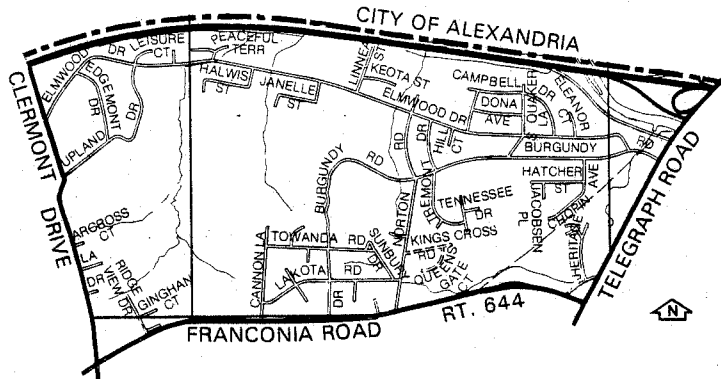 CITY OF ALEXANDRIA
CLERMONT DRIVE
ELMWOOD DR
LEISURE CT
PEACEFUL TERR
EDGEMONT DR
UPLAND DR
HALWIS ST
JANELLE ST
LINNEA ST
KEOTA ST
ELMWOOD DR
CAMPBELL DR
DONA AVE
S QUAKER LA
ELEANOR CT
HILL CT
BURGUNDY RD
BURGUNDY RD
NORTON RD
TREMONT DR
TENNESSEE DR
HATCHER ST
AVE
JACOBSEN PL
CHOPIN
HERITAGE
TELEGRAPH ROAD
ARCROSS CT
LA
DR
RIDGE VIEW DR
GINGHAM CT
CANNON LA
TOWANDA RD
LAKOTA RD
SUNBURY DR
KINGS CROSS RD
QUEENS GATE CT
DR
FRANCONIA ROAD
RT. 644
N